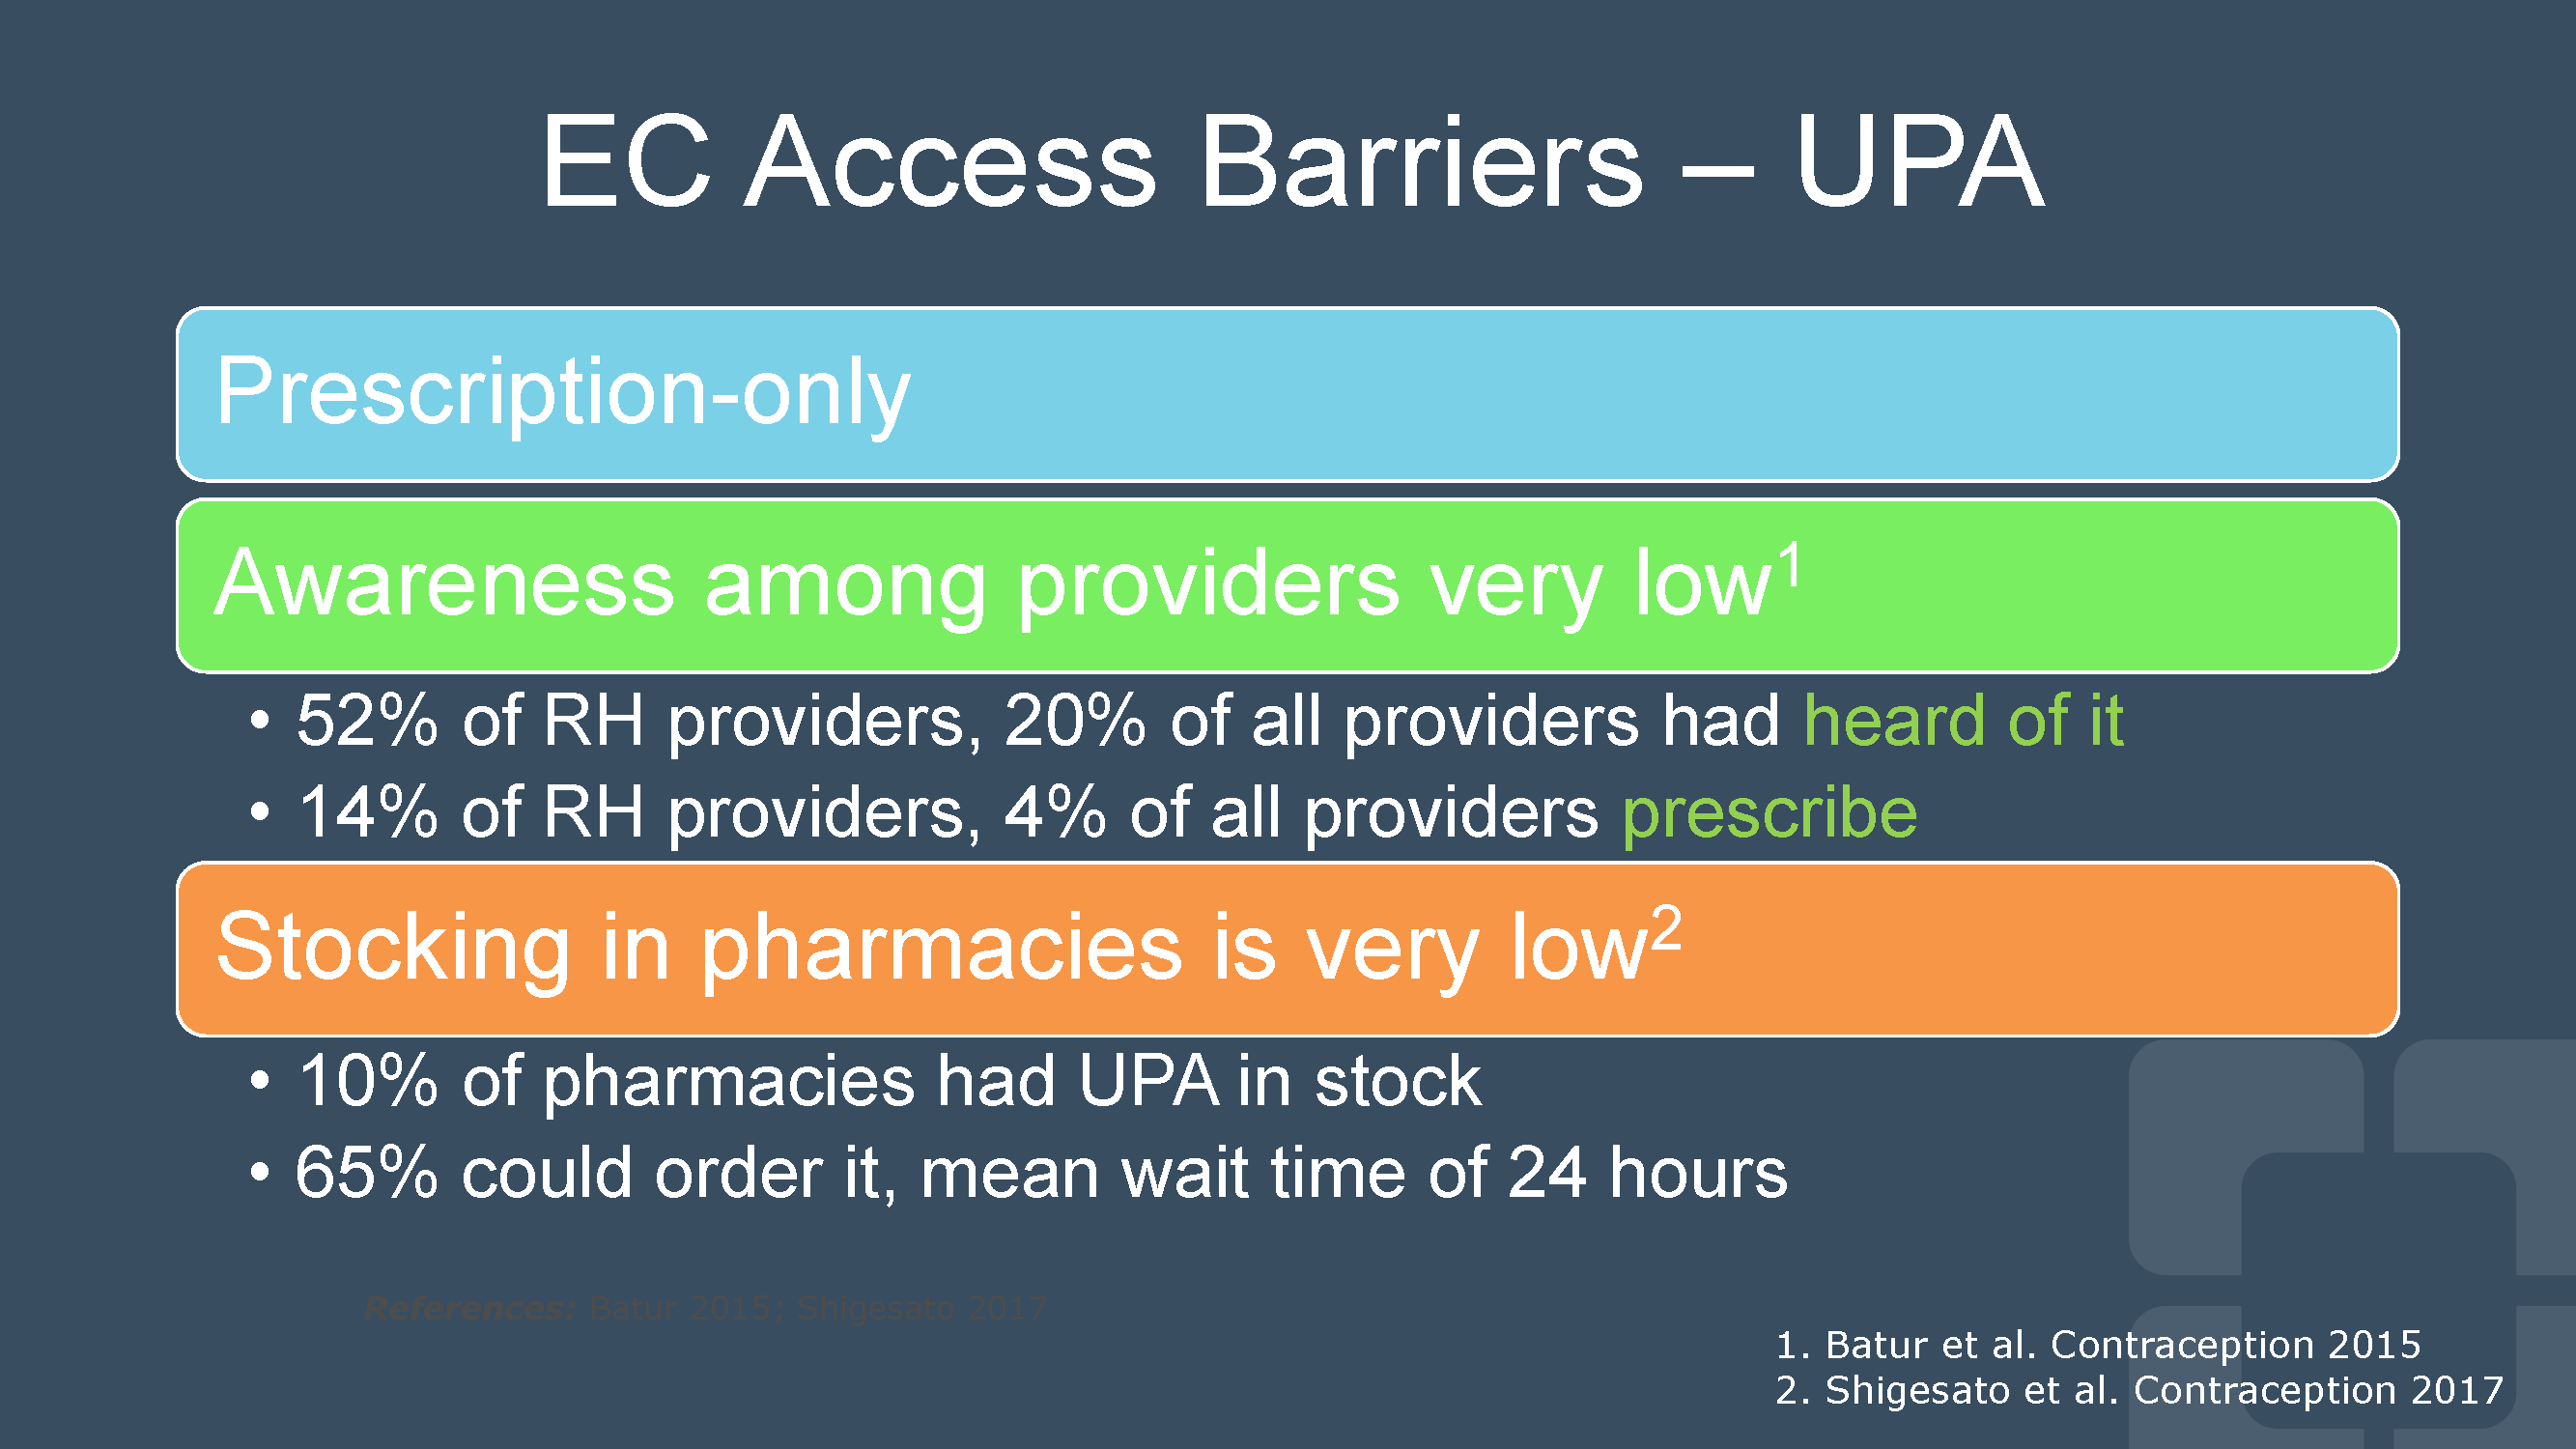 EC Access Barriers – UPA
Prescription-only
Awareness among providers very low¹
• 52% of RH providers, 20% of all providers had heard of it
• 14% of RH providers, 4% of all providers prescribe
Stocking in pharmacies is very low²
• 10% of pharmacies had UPA in stock
• 65% could order it, mean wait time of 24 hours
References: Batur 2015; Shigesato 2017
1. Batur et al. Contraception 2015
2. Shigesato et al. Contraception 2017